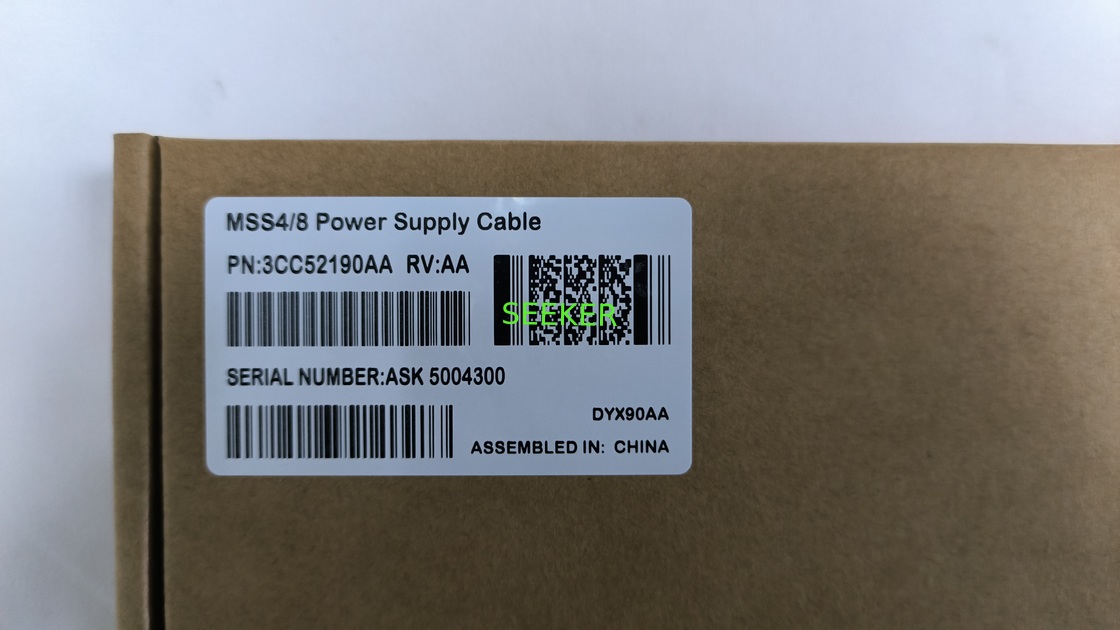 MSS4/8 Power Supply Cable
PN:3CC52190AA RV:AA
SEEKER
SERIAL NUMBER:ASK 5004300
DYX90AA
ASSEMBLED IN: CHINA